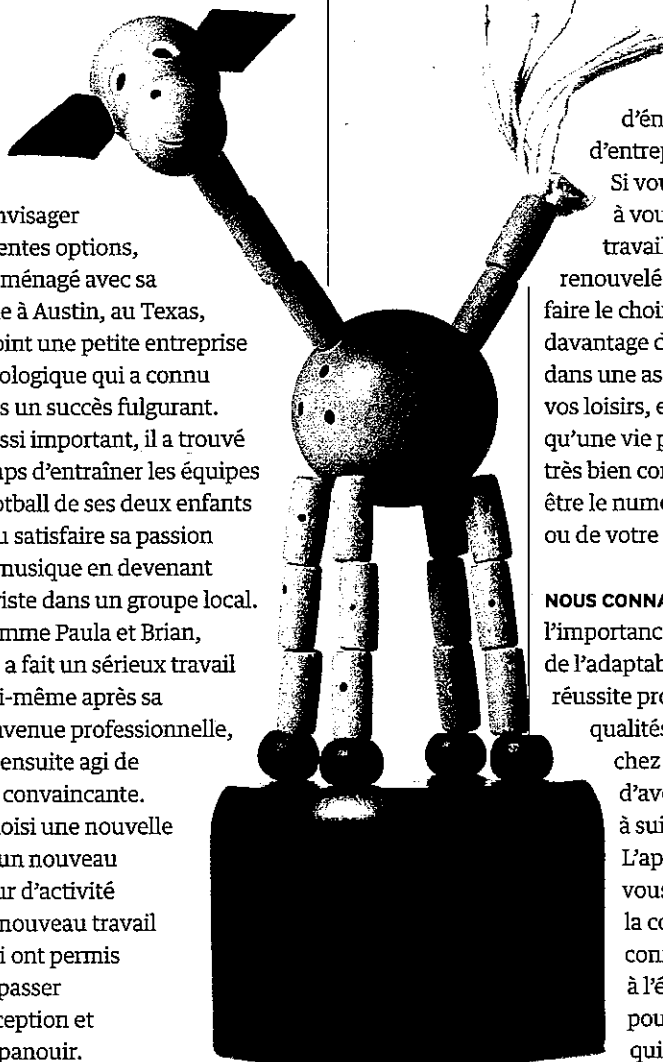 nvisager
entes options,
ménagé avec sa
e à Austin, au Texas,
oint une petite entreprise
ologique qui a connu
s un succès fulgurant.
ssi important, il a trouvé
ps d'entraîner les équipes
otball de ses deux enfants
u satisfaire sa passion
musique en devenant
riste dans un groupe local.
mme Paula et Brian,
a fait un sérieux travail
i-même après sa
nvenue professionnelle,
ensuite agi de
convaincante.
oisi une nouvelle
un nouveau
ur d'activité
nouveau travail
i ont permis
passer
ception et
panouir.
d'én
d'entrep
Si vou
à vou
travail
renouvelé
faire le choix
davantage d
dans une as
vos loisirs, e
qu'une vie p
très bien con
être le numé
ou de votre
NOUS CONNA
l'importanc
de l'adaptab
réussite pro
qualités
chez
d'ave
à sui
L'ap
vous
la co
conn
à l'é
pou
qui